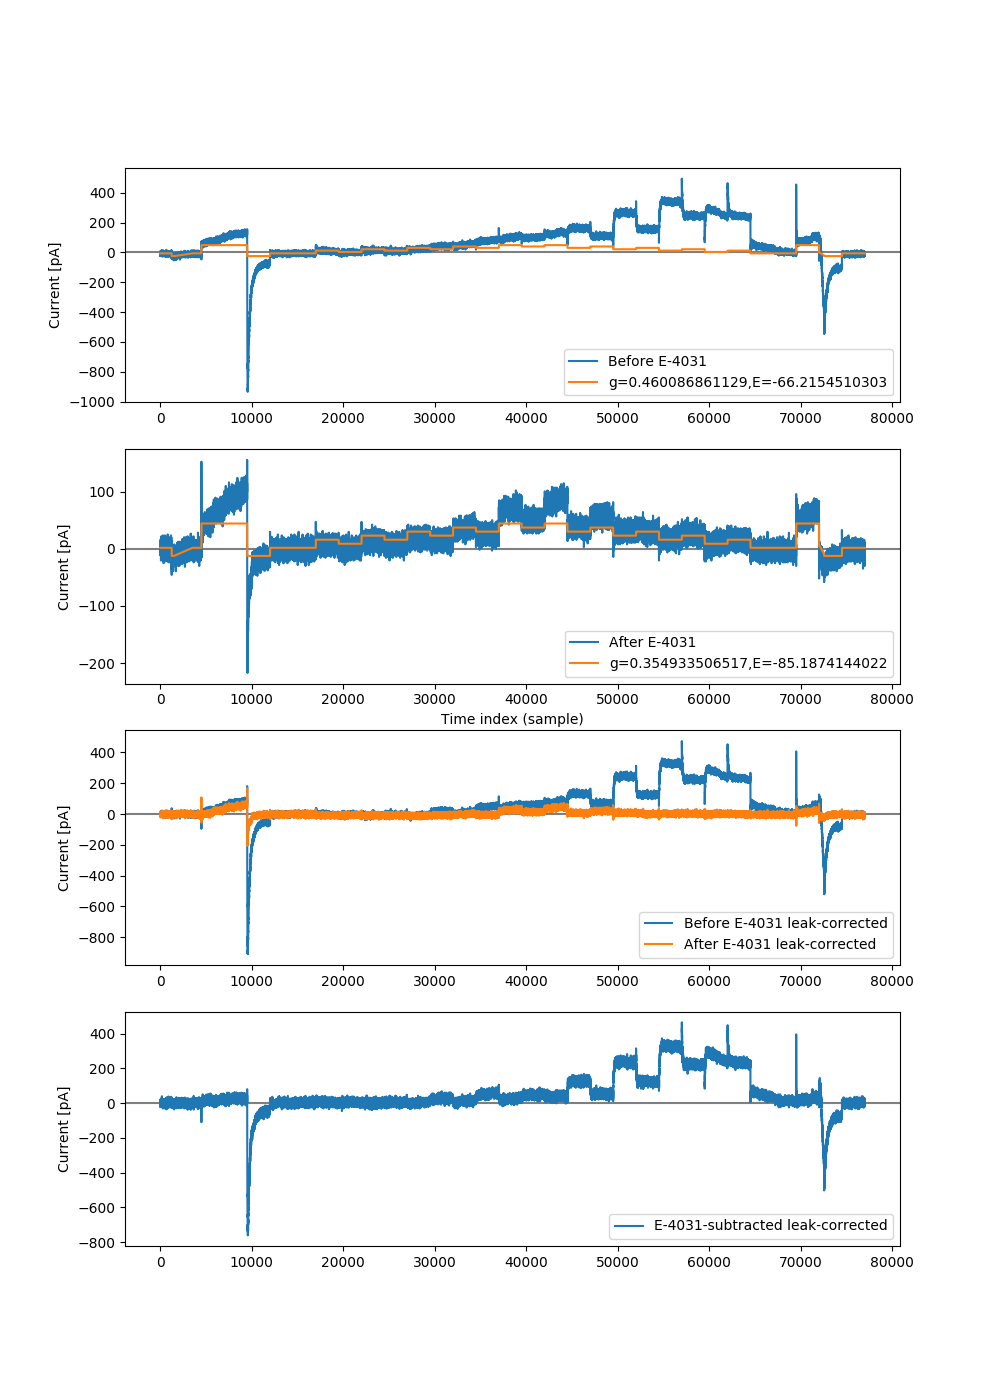 400
200
0
−200
−400
−600
−800
−1000
Current [pA]
Before E-4031
g=0.460086861129,E=-66.2154510303
0 10000 20000 30000 40000 50000 60000 70000 80000
100
0
−100
−200
Current [pA]
After E-4031
g=0.354933506517,E=-85.1874144022
0 10000 20000 30000 40000 50000 60000 70000 80000
Time index (sample)
400
200
0
−200
−400
−600
−800
Current [pA]
Before E-4031 leak-corrected
After E-4031 leak-corrected
0 10000 20000 30000 40000 50000 60000 70000 80000
400
200
0
−200
−400
−600
−800
Current [pA]
E-4031-subtracted leak-corrected
0 10000 20000 30000 40000 50000 60000 70000 80000